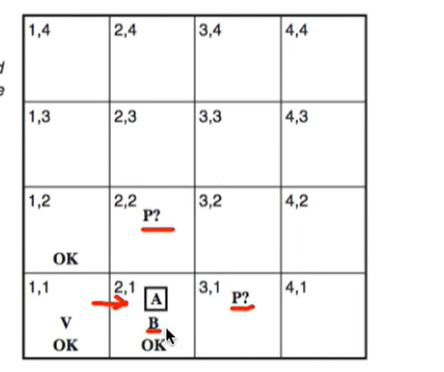 1,4 2,4 3,4 4,4
d
e
1,3 2,3 3,3 4,3
1,2 2,2 3,2 4,2
P?
OK
1,1 2,1 A 3,1 P? 4,1
V B
OK OK